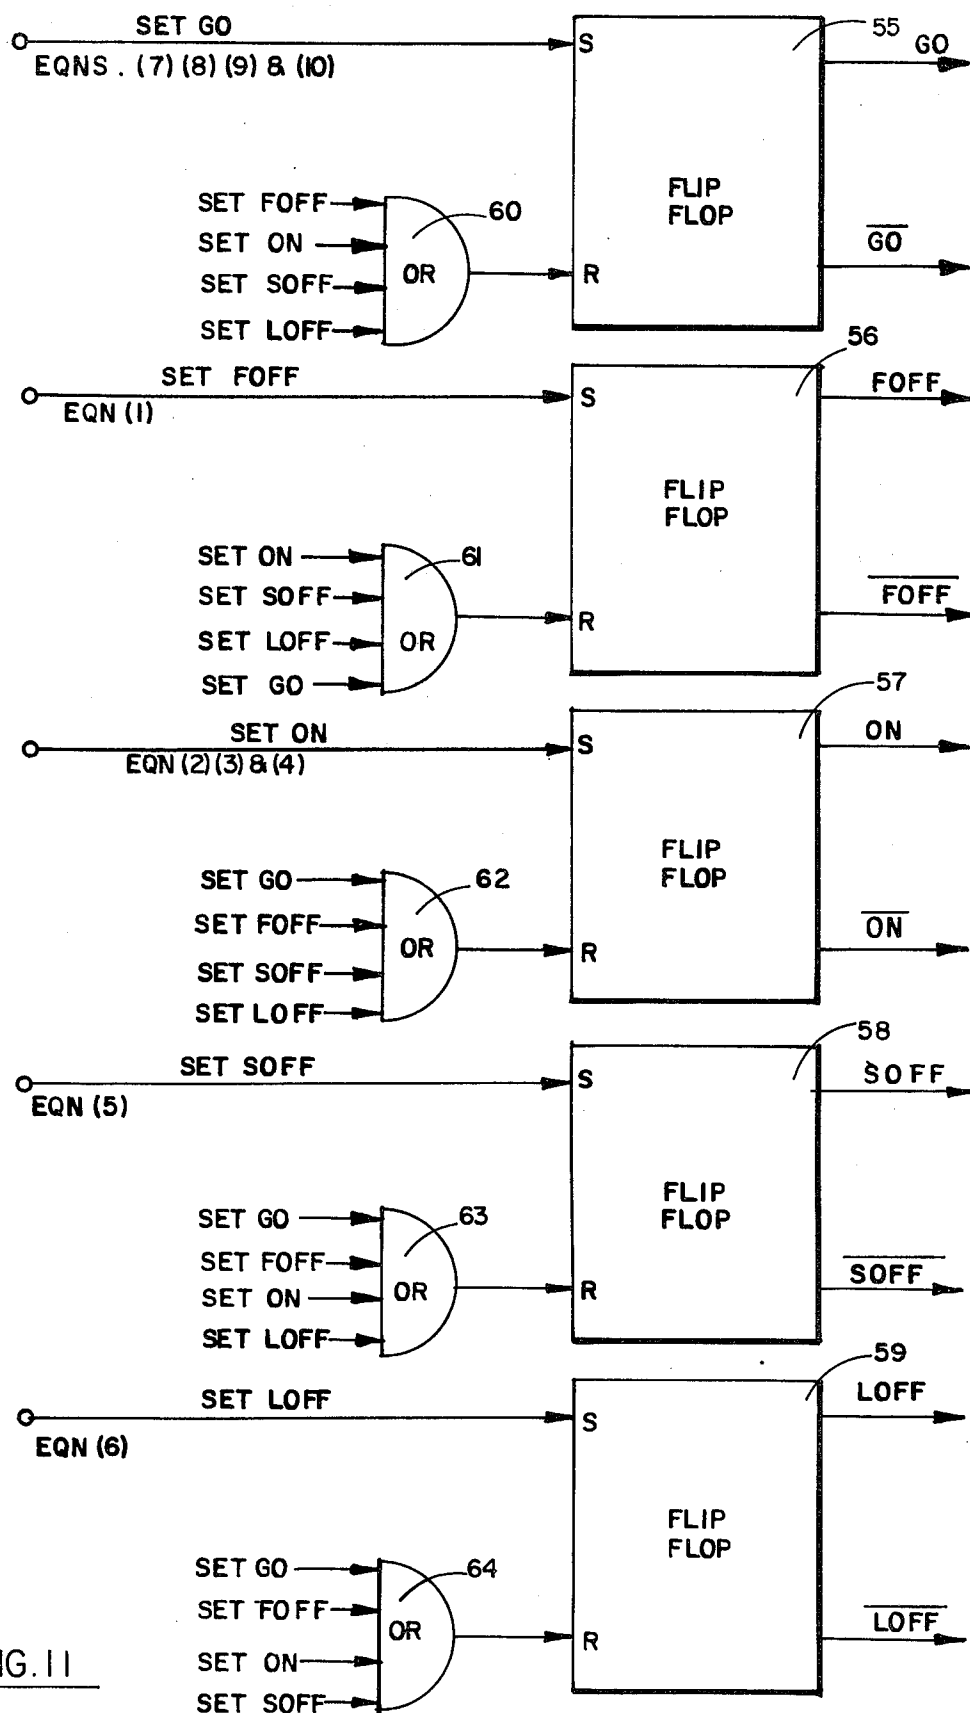 SET GO
EQNS. (7) (8) (9) & (10)
S
55
GO
SET FOFF
SET ON
SET SOFF
SET LOFF
OR
60
R
FLIP
FLOP
GO
SET FOFF
EQN (1)
S
56
FOFF
SET ON
SET SOFF
SET LOFF
SET GO
OR
61
R
FLIP
FLOP
FOFF
SET ON
EQN (2) (3) & (4)
S
57
ON
SET GO
SET FOFF
SET SOFF
SET LOFF
OR
62
R
FLIP
FLOP
ON
SET SOFF
EQN (5)
S
58
SOFF
SET GO
SET FOFF
SET ON
SET LOFF
OR
63
R
FLIP
FLOP
SOFF
SET LOFF
EQN (6)
S
59
LOFF
SET GO
SET FOFF
SET ON
SET SOFF
OR
64
R
FLIP
FLOP
LOFF
IG. 11